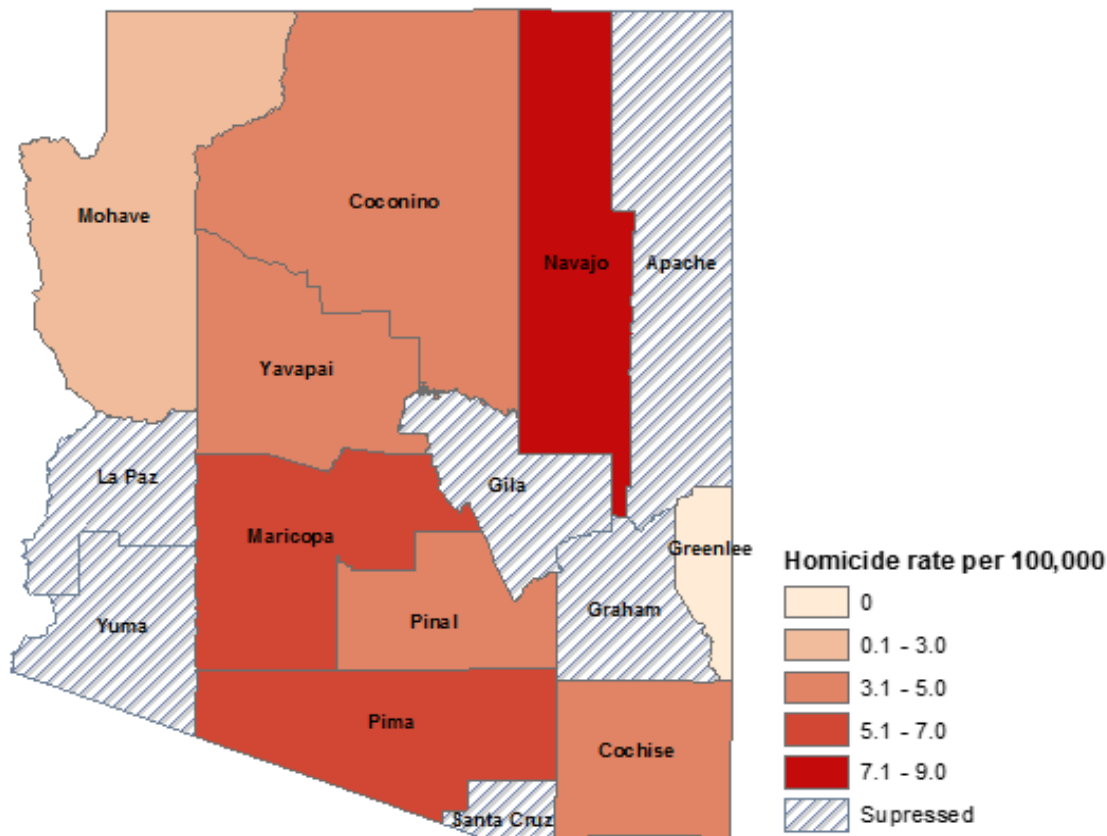 Mohave
Coconino
Navajo
Apache
Yavapai
La Paz
Gila
Maricopa
Greenlee
Yuma
Pinal
Graham
Pima
Cochise
Santa Cruz
Homicide rate per 100,000
0
0.1 - 3.0
3.1 - 5.0
5.1 - 7.0
7.1 - 9.0
Supressed